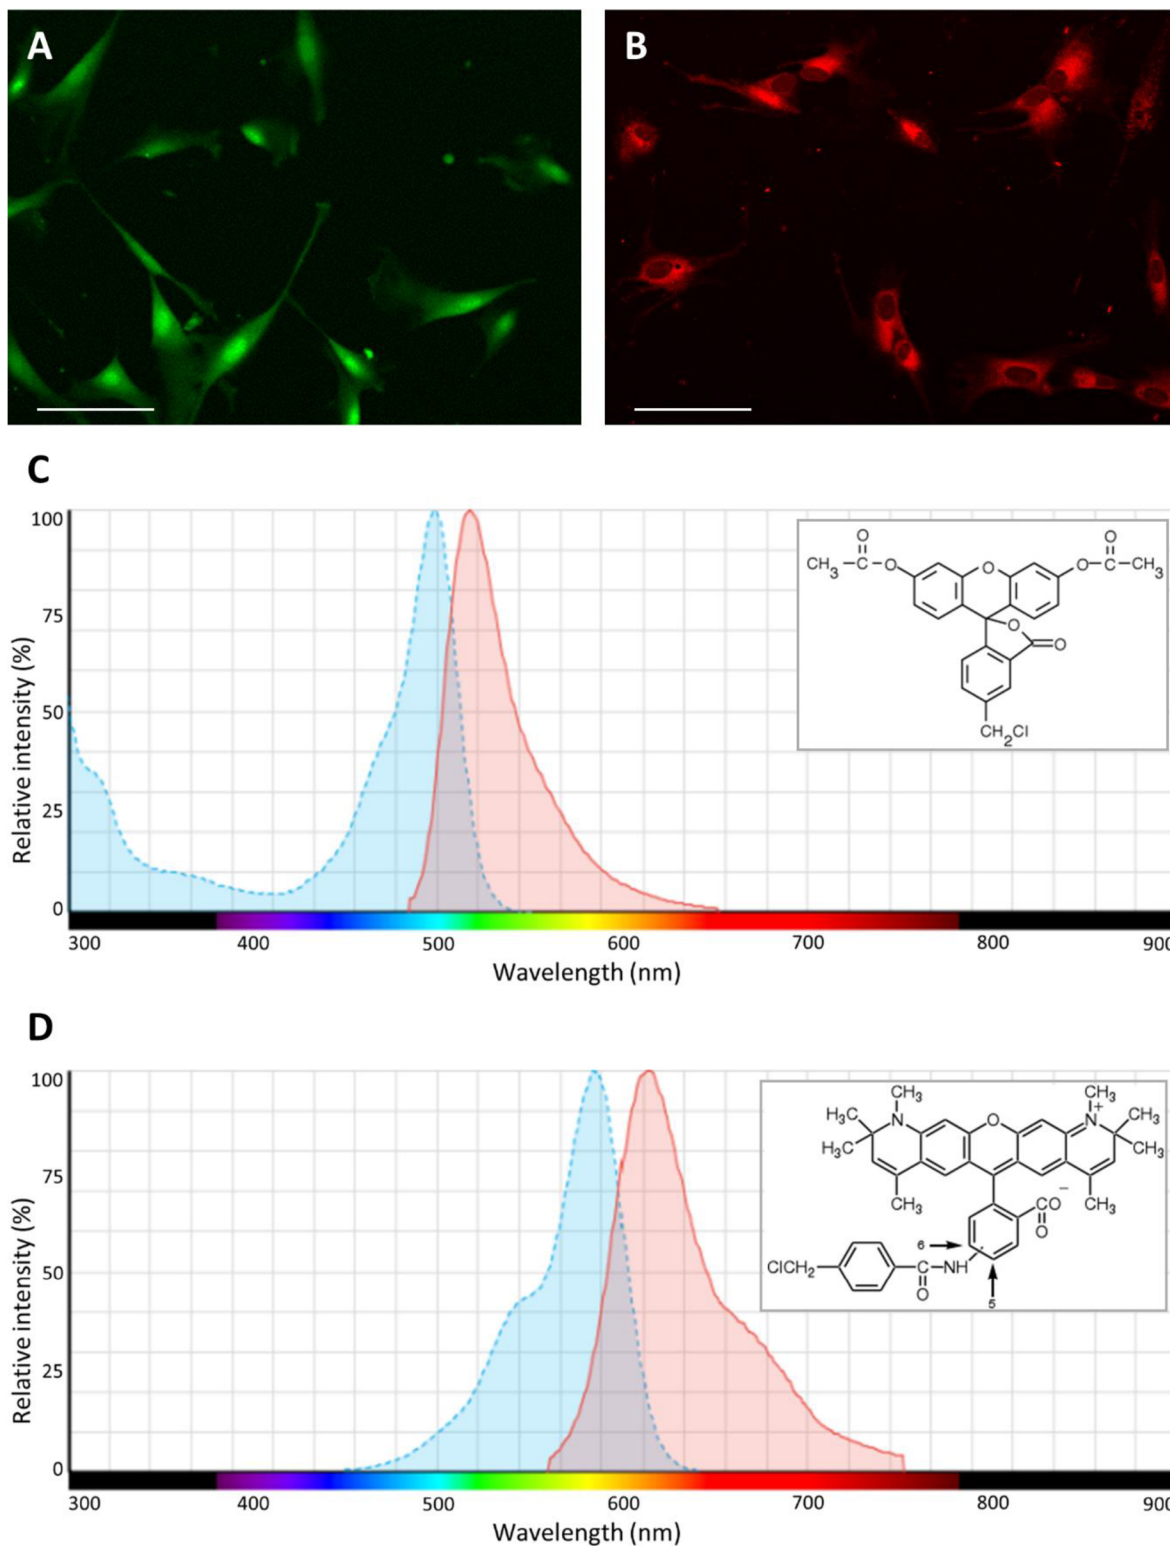 A
B
C
100
75
50
25
0
Relative intensity (%)
300 400 500 600 700 800 900
Wavelength (nm)
O O
CH3 C O O O C CH3
O
O
CH2Cl
D
100
75
50
25
0
Relative intensity (%)
300 400 500 600 700 800 900
Wavelength (nm)
CH3 CH3
H3C N O N+ CH3
H3C CH3
CH3 CO − CH3
O
6
ClCH2 C NH
O
5